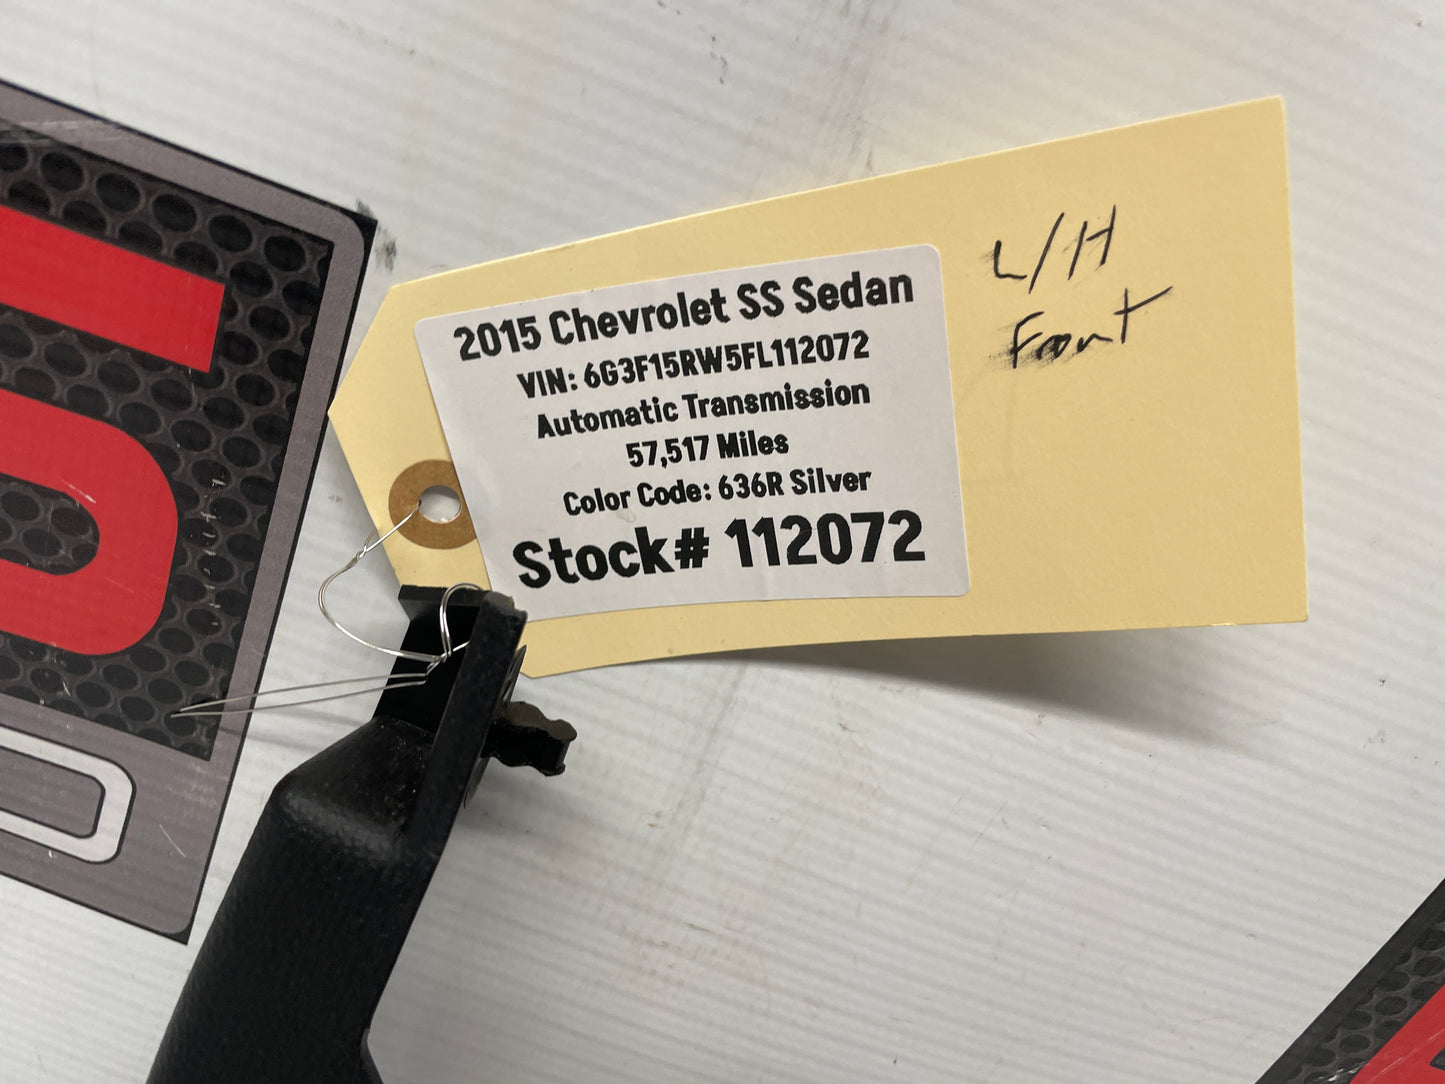 2015 Chevrolet SS Sedan
VIN: 6G3F15RW5FL112072
Automatic Transmission
57,517 Miles
Color Code: 636R Silver
Stock# 112072
L/H
Front